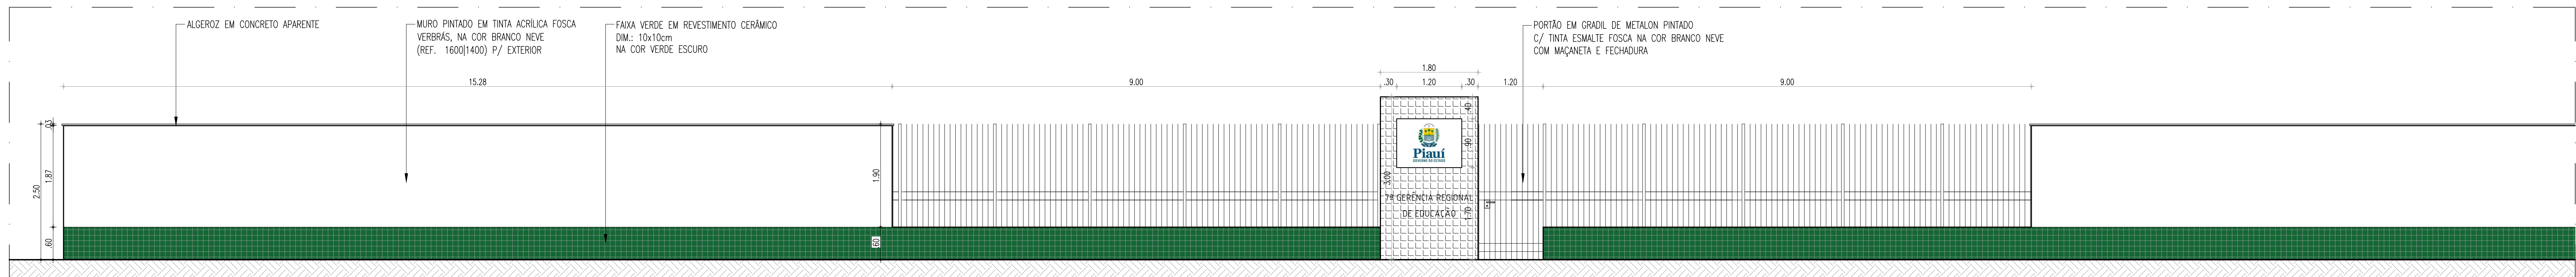 ALGEROZ EM CONCRETO APARENTE
MURO PINTADO EM TINTA ACRÍLICA FOSCA
VERBRÁS, NA COR BRANCO NEVE
(REF. 1600|1400) P/ EXTERIOR
FAIXA VERDE EM REVESTIMENTO CERÂMICO
DIM.: 10x10cm
NA COR VERDE ESCURO
PORTÃO EM GRADIL DE METALON PINTADO
C/ TINTA ESMALTE FOSCA NA COR BRANCO NEVE
COM MAÇANETA E FECHADURA
15.28
9.00
1.80
.30
1.20
.30
1.20
9.00
2.50
.03
1.87
.60
1.90
.60
.40
.90
3.00
1.70
Piauí
GOVERNO DO ESTADO
7ª GERÊNCIA REGIONAL
DE EDUCAÇÃO